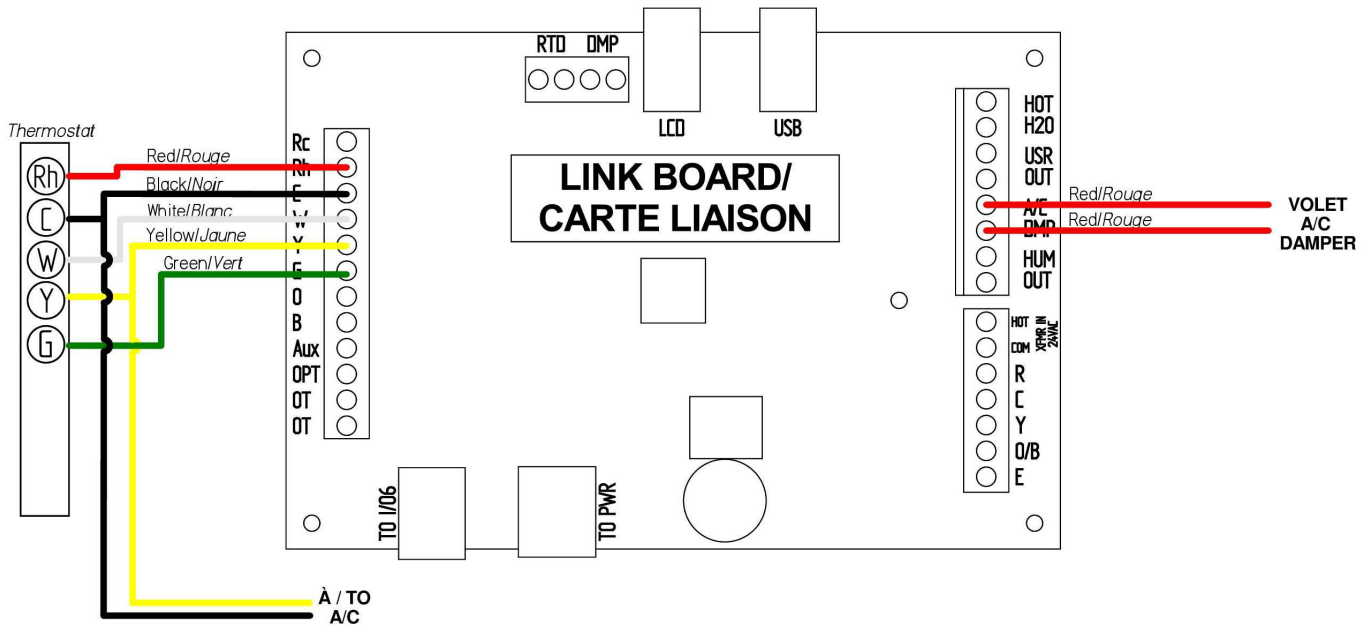 RTD DMP
LCD
USB
LINK BOARD/
CARTE LIAISON
Thermostat
Rh
C
W
Y
G
Red/Rouge
Black/Noir
White/Blanc
Yellow/Jaune
Green/Vert
Rc
Rh
C
W
Y
G
O
B
Aux
OPT
OT
OT
HOT
H2O
USR
OUT
A/C
DMP
HUM
OUT
Red/Rouge
Red/Rouge
VOLET
A/C
DAMPER
HOT
COM
XFMR IN
24VAC
R
C
Y
O/B
E
TO I/O6
TO PWR
À / TO
A/C